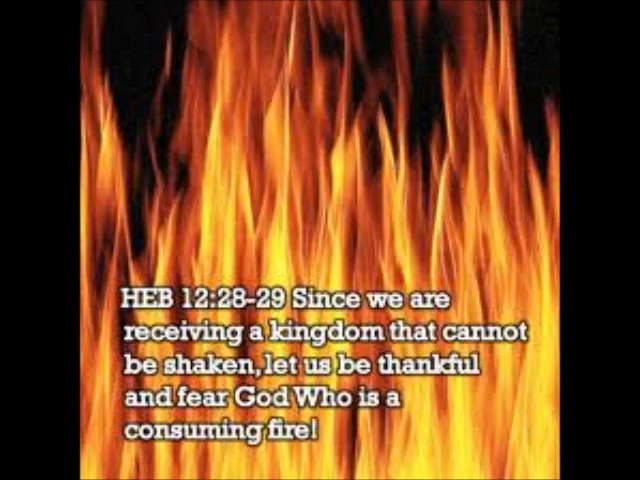 HEB 12:28-29 Since we are
receiving a kingdom that cannot
be shaken, let us be thankful
and fear God Who is a
consuming fire!